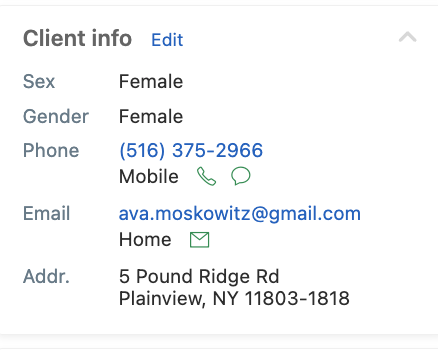 Client info Edit
Sex Female
Gender Female
Phone (516) 375-2966
Mobile
Email ava.moskowitz@gmail.com
Home
Addr. 5 Pound Ridge Rd
Plainview, NY 11803-1818